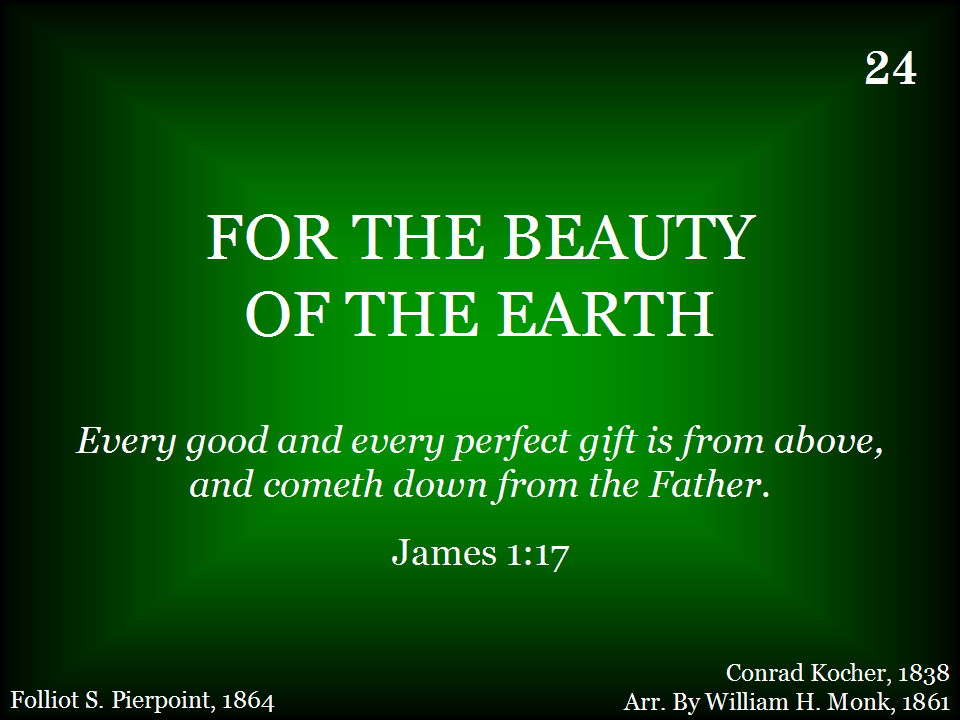 24
FOR THE BEAUTY
OF THE EARTH
Every good and every perfect gift is from above,
and cometh down from the Father.
James 1:17
Folliot S. Pierpoint, 1864
Conrad Kocher, 1838
Arr. By William H. Monk, 1861